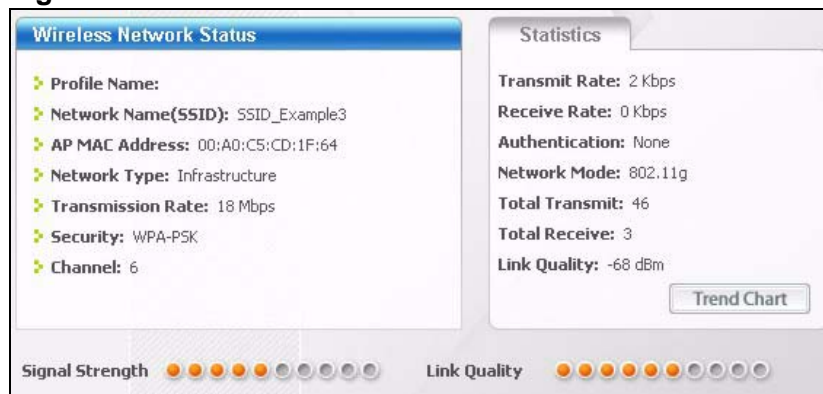 Wireless Network Status
Profile Name:
Network Name(SSID): SSID_Example3
AP MAC Address: 00:A0:C5:CD:1F:64
Network Type: Infrastructure
Transmission Rate: 18 Mbps
Security: WPA-PSK
Channel: 6
Statistics
Transmit Rate: 2 Kbps
Receive Rate: 0 Kbps
Authentication: None
Network Mode: 802.11g
Total Transmit: 46
Total Receive: 3
Link Quality: -68 dBm
Trend Chart
Signal Strength
Link Quality